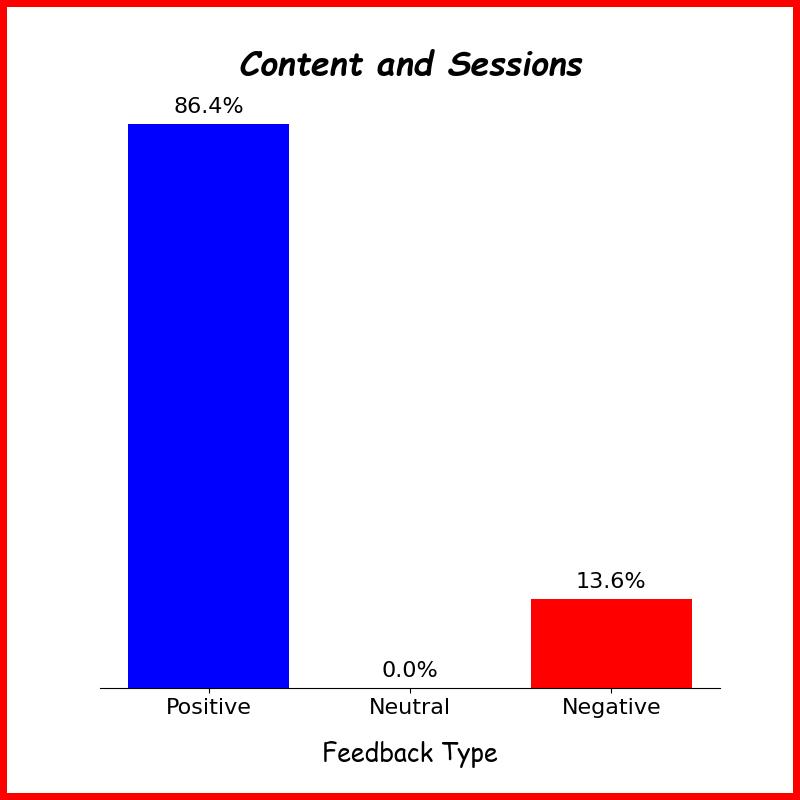 Content and Sessions
86.4%
13.6%
0.0%
Positive
Neutral
Negative
Feedback Type